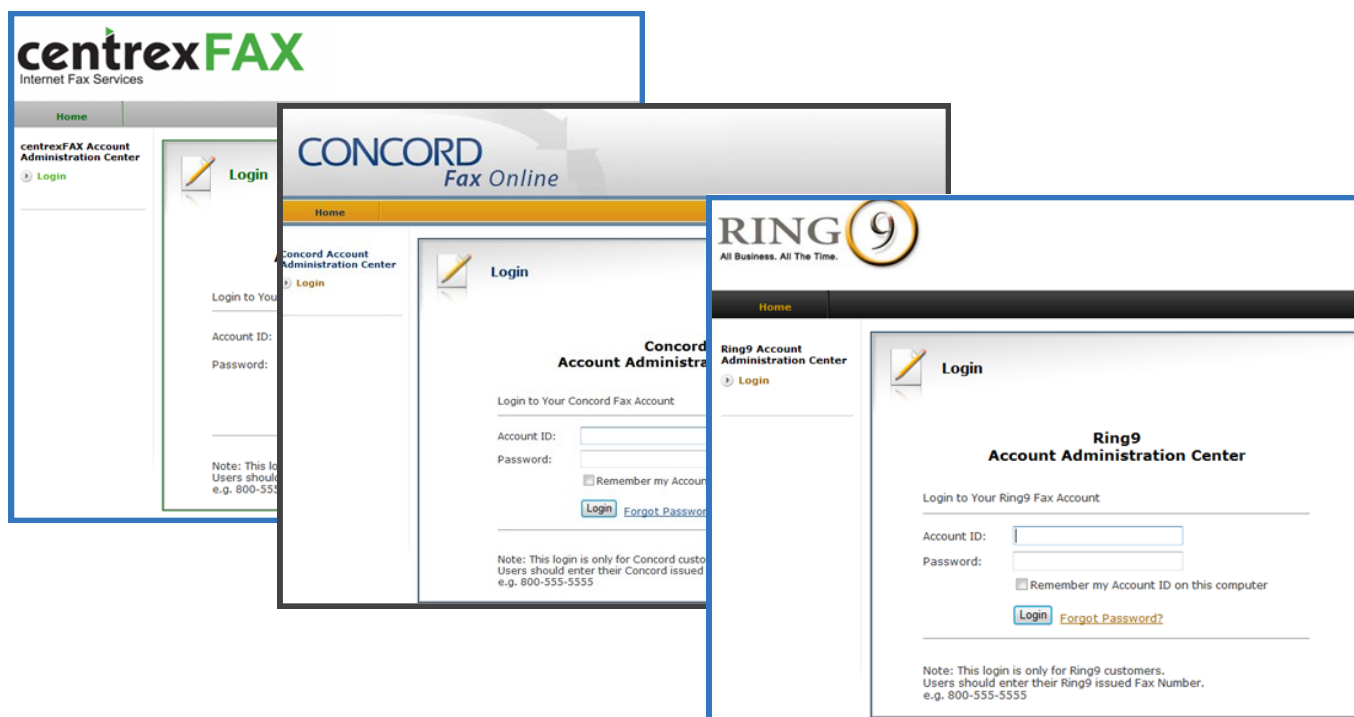 centrexFAX
Internet Fax Services
Home
centrexFAX Account
Administration Center
Login
Login
Login to You
Account ID:
Password:
Note: This lo
Users should
e.g. 800-555
CONCORD
Fax Online
Home
Concord Account
Administration Center
Login
Login
Concord
Account Administra
Login to Your Concord Fax Account
Account ID:
Password:
Remember my Accoun
Login Forgot Passwor
Note: This login is only for Concord custo
Users should enter their Concord issued
e.g. 800-555-5555
RING 9
All Business. All The Time.
Home
Ring9 Account
Administration Center
Login
Login
Ring9
Account Administration Center
Login to Your Ring9 Fax Account
Account ID:
Password:
Remember my Account ID on this computer
Login Forgot Password?
Note: This login is only for Ring9 customers.
Users should enter their Ring9 issued Fax Number.
e.g. 800-555-5555